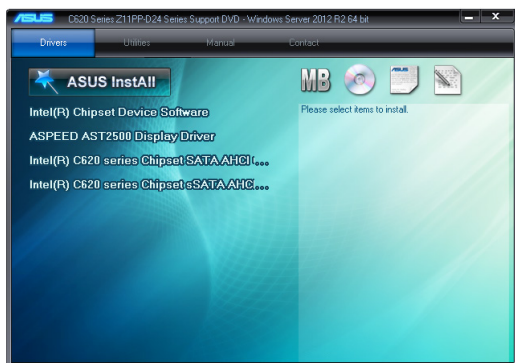 ASUS C620 Series Z11PP-D24 Series Support DVD - Windows Server 2012 R2 64 bit
Drivers Utilities Manual Contact
ASUS InstAll
MB
Intel(R) Chipset Device Software
Please select items to install.
ASPEED AST2500 Display Driver
Intel(R) C620 series Chipset SATA AHCI (...
Intel(R) C620 series Chipset sSATA AHC...